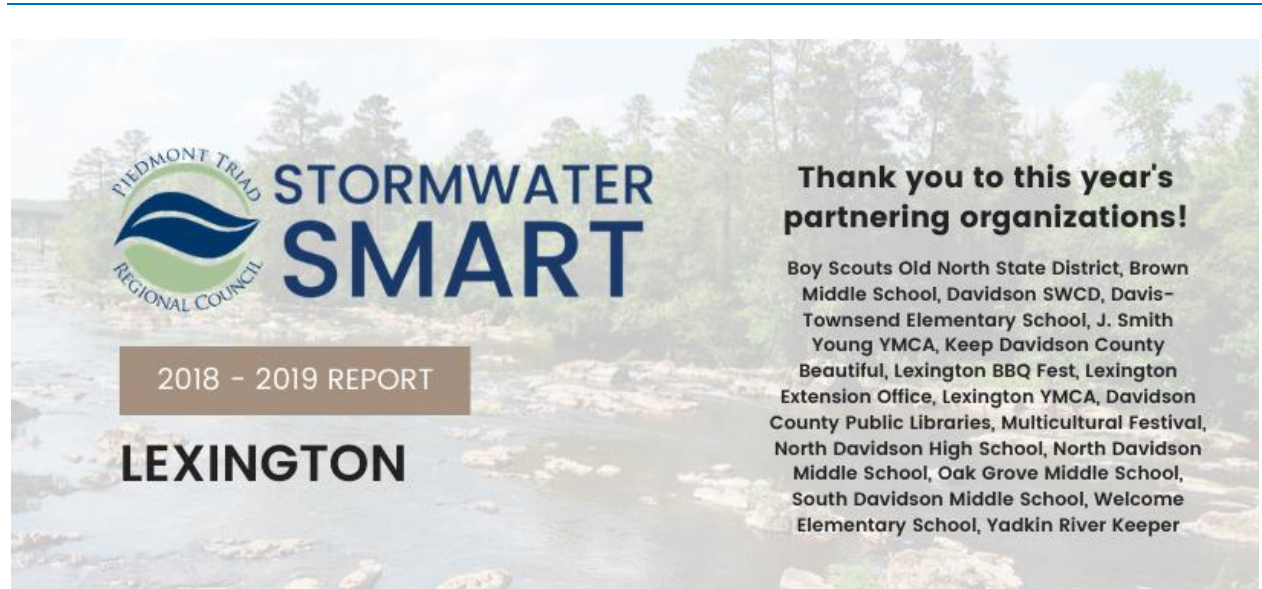 PIEDMONT TRIAD
REGIONAL COUNCIL
STORMWATER
SMART
2018 - 2019 REPORT
LEXINGTON
Thank you to this year's
partnering organizations!
Boy Scouts Old North State District, Brown
Middle School, Davidson SWCD, Davis-
Townsend Elementary School, J. Smith
Young YMCA, Keep Davidson County
Beautiful, Lexington BBQ Fest, Lexington
Extension Office, Lexington YMCA, Davidson
County Public Libraries, Multicultural Festival,
North Davidson High School, North Davidson
Middle School, Oak Grove Middle School,
South Davidson Middle School, Welcome
Elementary School, Yadkin River Keeper